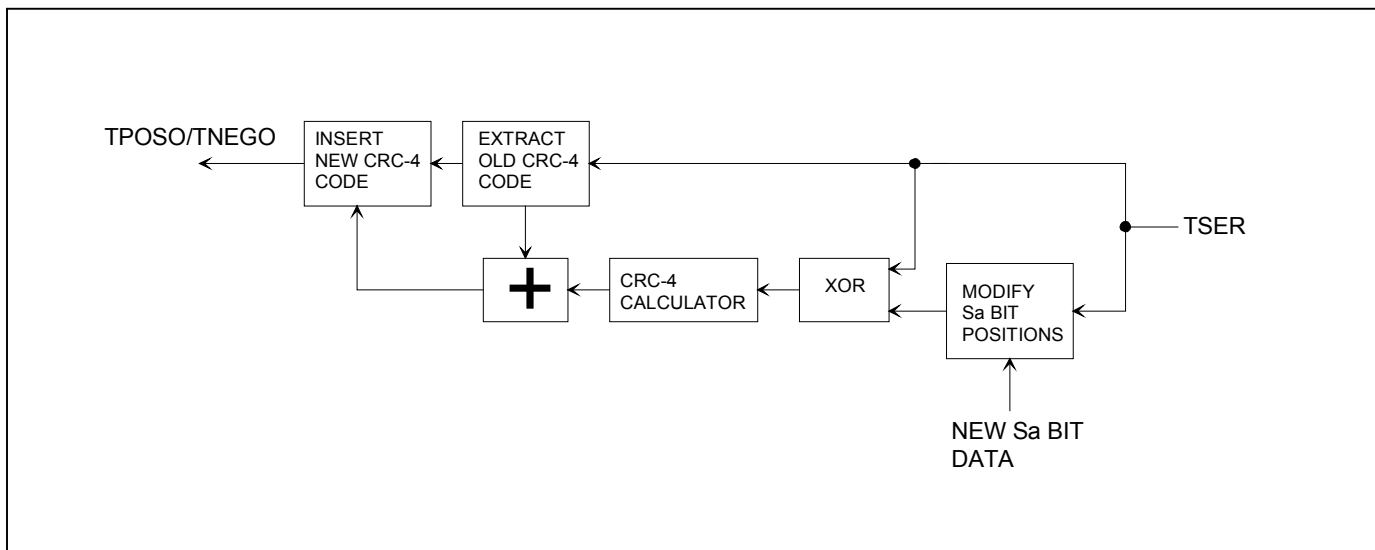 TPOSO/TNEGO
INSERT
NEW CRC-4
CODE
EXTRACT
OLD CRC-4
CODE
TSER
+
CRC-4
CALCULATOR
XOR
MODIFY
Sa BIT
POSITIONS
NEW Sa BIT
DATA